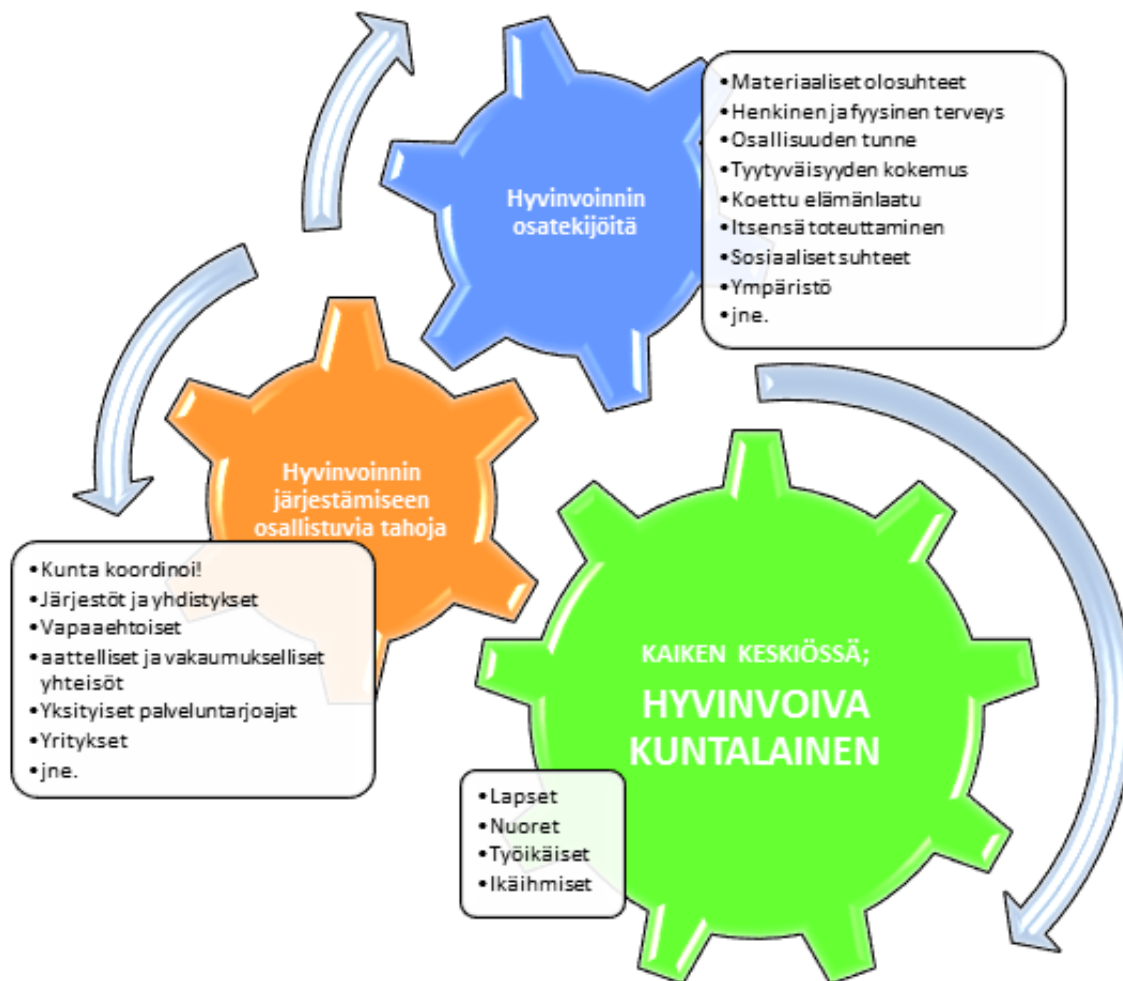 Hyvinvoinnin
osatekijöitä
•Materiaaliset olosuhteet
•Henkinen ja fyysinen terveys
•Osallisuuden tunne
•Tyytyväisyyden kokemus
•Koettu elämänlaatu
•Itsensä toteuttaminen
•Sosiaaliset suhteet
•Ympäristö
•jne.
Hyvinvoinnin
järjestämiseen
osallistuvia tahoja
•Kunta koordinoi!
•Järjestöt ja yhdistykset
•Vapaaehtoiset
•aattelliset ja vakaumukselliset
yhteisöt
•Yksityiset palveluntarjoajat
•Yritykset
•jne.
KAIKEN KESKIÖSSÄ;
HYVINVOIVA
KUNTALAINEN
•Lapset
•Nuoret
•Työikäiset
•Ikäihmiset